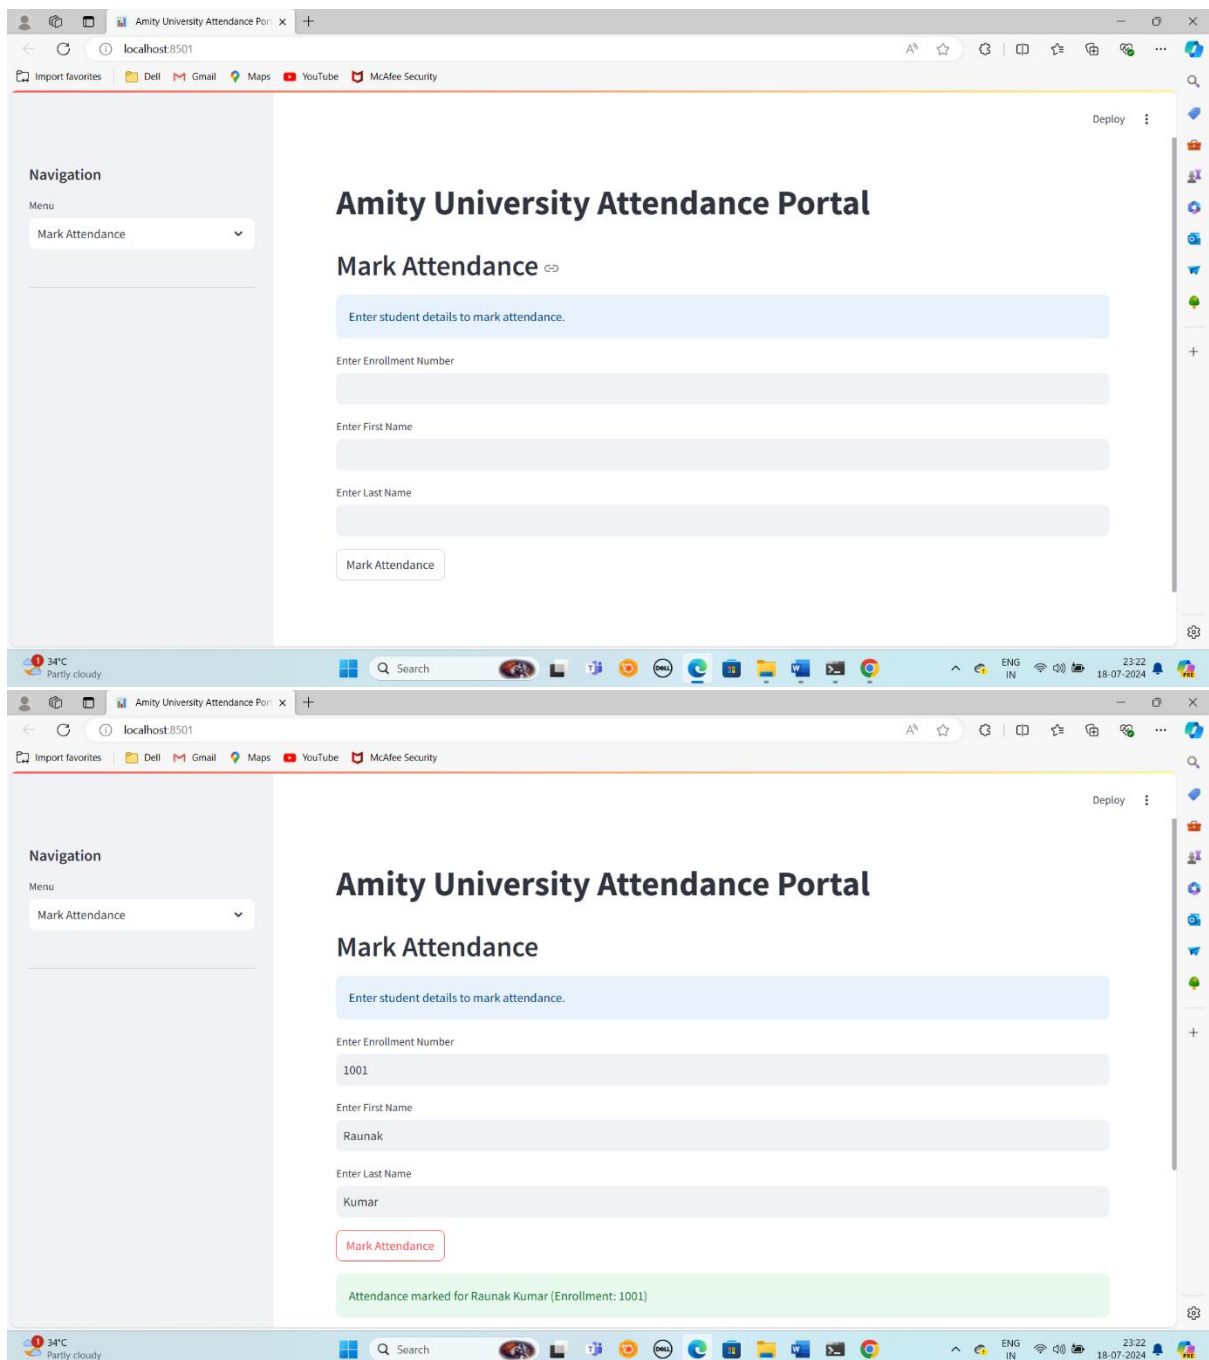 Amity University Attendance Por
localhost:8501
Import favorites Dell Gmail Maps YouTube McAfee Security
Deploy
Navigation
Menu
Mark Attendance
Amity University Attendance Portal
Mark Attendance
Enter student details to mark attendance.
Enter Enrollment Number
Enter First Name
Enter Last Name
Mark Attendance
1
34°C
Partly cloudy
Search
DELL
ENG
IN
23:22
18-07-2024
PRE
Amity University Attendance Por
localhost:8501
Import favorites Dell Gmail Maps YouTube McAfee Security
Deploy
Navigation
Menu
Mark Attendance
Amity University Attendance Portal
Mark Attendance
Enter student details to mark attendance.
Enter Enrollment Number
1001
Enter First Name
Raunak
Enter Last Name
Kumar
Mark Attendance
Attendance marked for Raunak Kumar (Enrollment: 1001)
1
34°C
Partly cloudy
Search
DELL
ENG
IN
23:22
18-07-2024
PRE